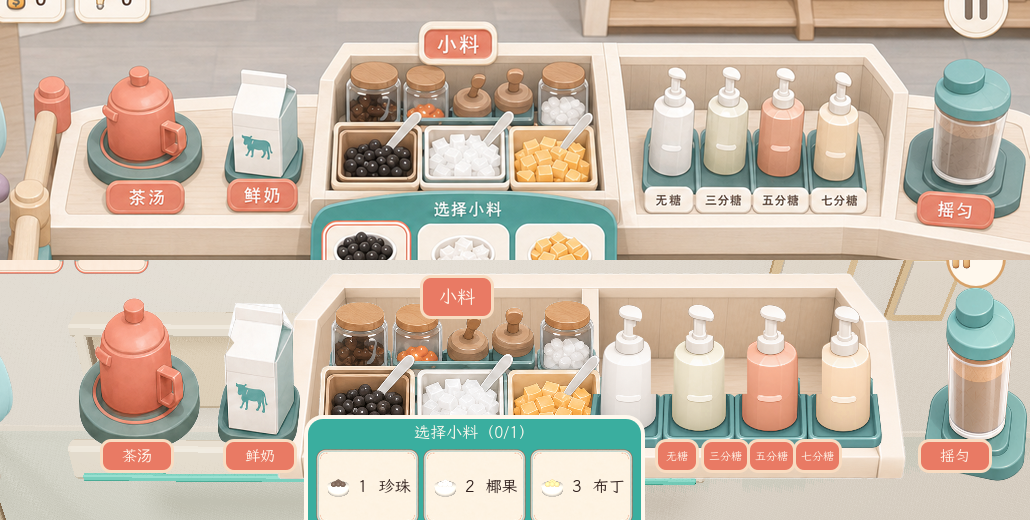 小料
茶汤
鲜奶
无糖
三分糖
五分糖
七分糖
摇匀
选择小料
小料
选择小料（0/1）
茶汤
鲜奶
无糖
三分糖
五分糖
七分糖
摇匀
1 珍珠
2 椰果
3 布丁